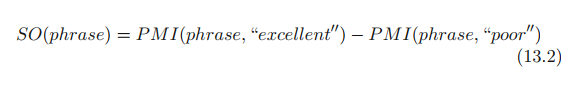 SO(phrase) = PMI(phrase, “excellent”) − PMI(phrase, “poor”)
(13.2)